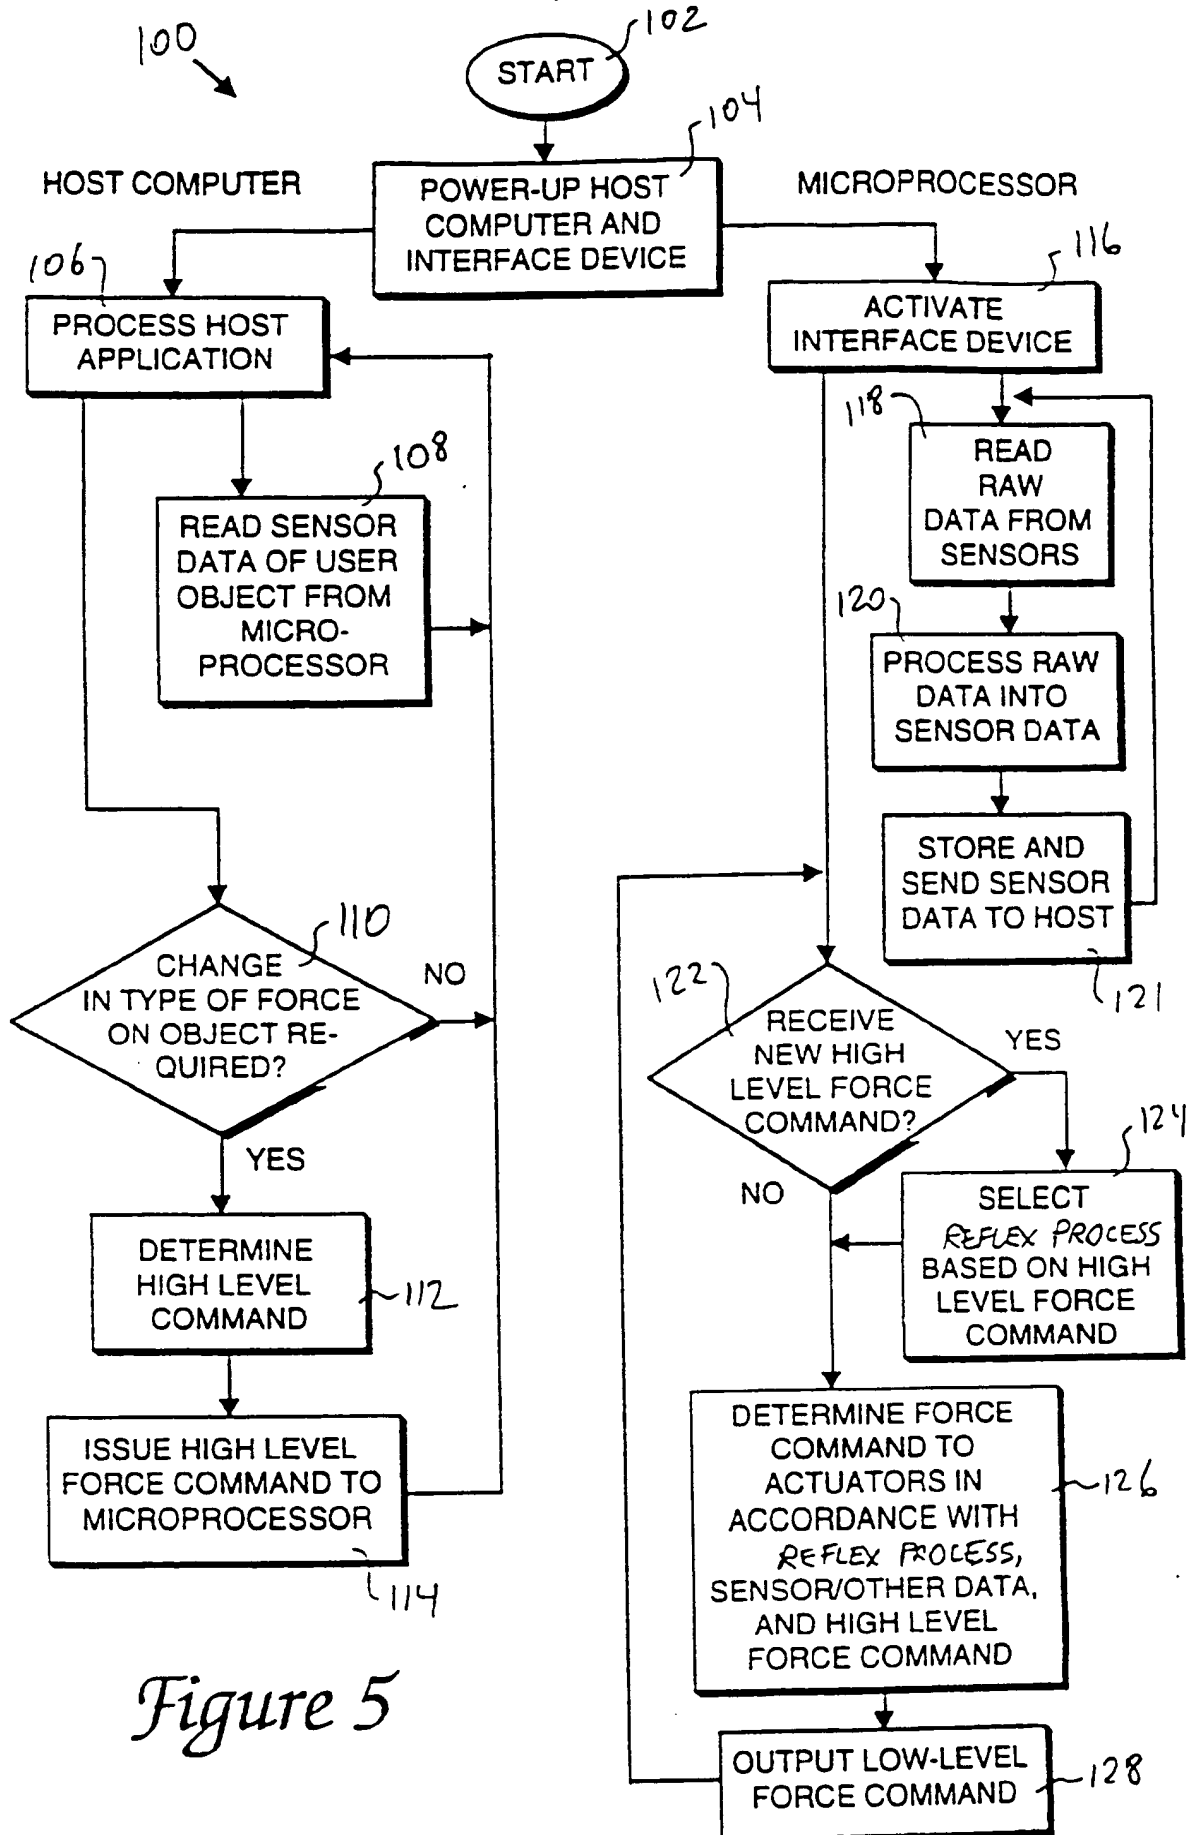 100
102
START
104
HOST COMPUTER
POWER-UP HOST
COMPUTER AND
INTERFACE DEVICE
MICROPROCESSOR
106
PROCESS HOST
APPLICATION
116
ACTIVATE
INTERFACE DEVICE
108
READ SENSOR
DATA OF USER
OBJECT FROM
MICRO-
PROCESSOR
118
READ
RAW
DATA FROM
SENSORS
120
PROCESS RAW
DATA INTO
SENSOR DATA
STORE AND
SEND SENSOR
DATA TO HOST
121
110
CHANGE
IN TYPE OF FORCE
ON OBJECT RE-
QUIRED?
NO
YES
122
RECEIVE
NEW HIGH
LEVEL FORCE
COMMAND?
YES
NO
124
SELECT
REFLEX PROCESS
BASED ON HIGH
LEVEL FORCE
COMMAND
DETERMINE
HIGH LEVEL
COMMAND
112
ISSUE HIGH LEVEL
FORCE COMMAND TO
MICROPROCESSOR
114
DETERMINE FORCE
COMMAND TO
ACTUATORS IN
ACCORDANCE WITH
REFLEX PROCESS,
SENSOR/OTHER DATA,
AND HIGH LEVEL
FORCE COMMAND
126
OUTPUT LOW-LEVEL
FORCE COMMAND
128
Figure 5